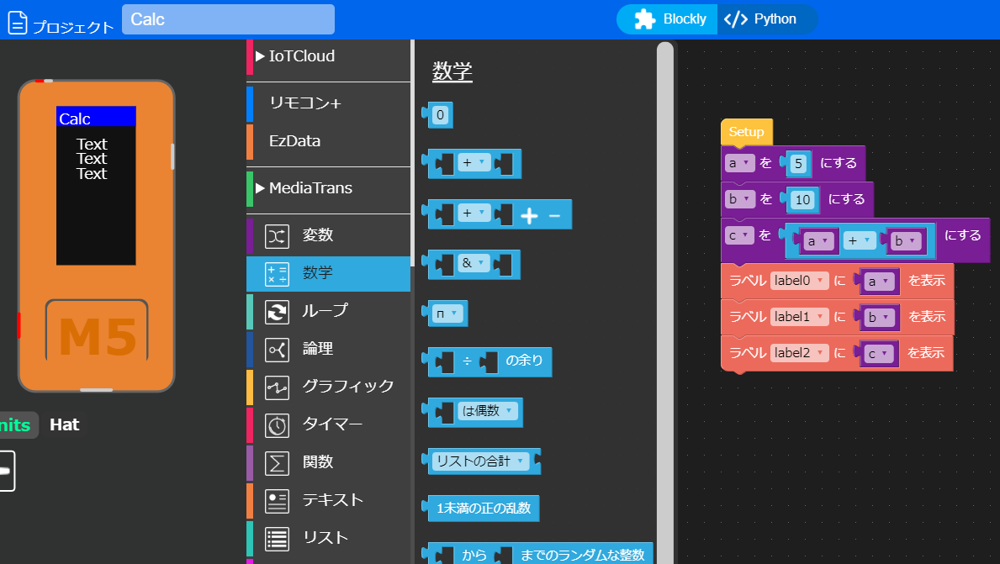 プロジェクト Calc Blockly Python
Calc
Text
Text
Text
M5
nits Hat
IoTCloud
リモコン+
EzData
MediaTrans
変数
数学
ループ
論理
グラフィック
タイマー
関数
テキスト
リスト
数学
0
+
+ + −
&
π
÷ の余り
は偶数
リストの合計
1未満の正の乱数
から までのランダムな整数
Setup
a を 5 にする
b を 10 にする
c を a + b にする
ラベル label0 に a を表示
ラベル label1 に b を表示
ラベル label2 に c を表示